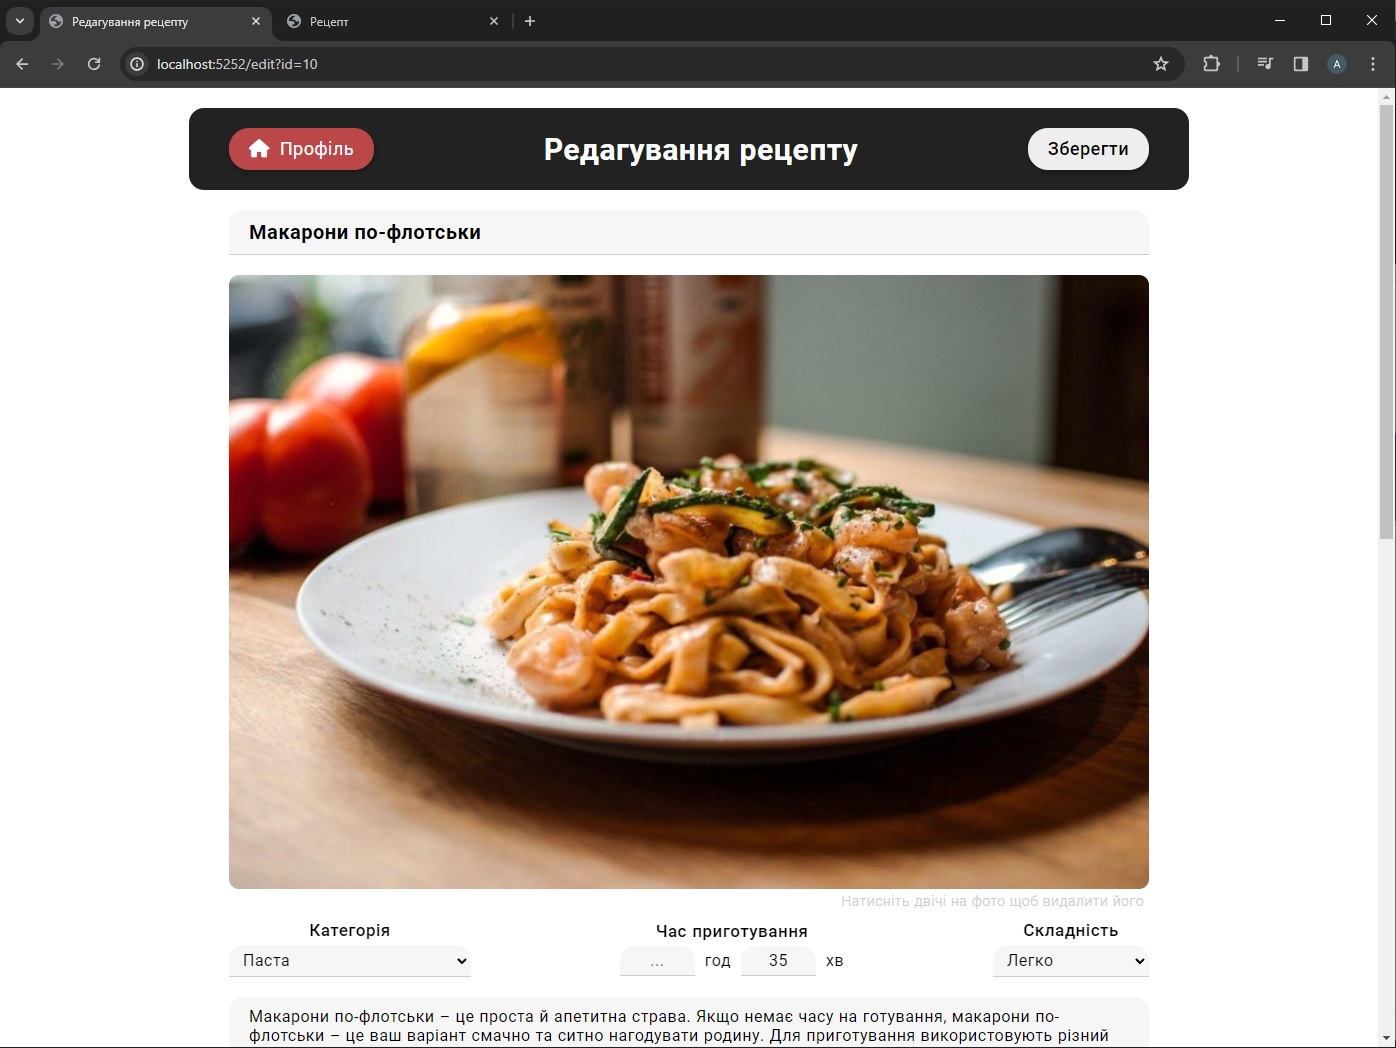 Редагування рецепту
Рецепт
localhost:5252/edit?id=10
A
Профіль
Редагування рецепту
Зберегти
Макарони по-флотськи
Натисніть двічі на фото щоб видалити його
Категорія
Час приготування
Складність
Паста
... год 35 хв
Легко
Макарони по-флотськи – це проста й апетитна страва. Якщо немає часу на готування, макарони по-
флотськи – це ваш варіант смачно та ситно нагодувати родину. Для приготування використовують різний